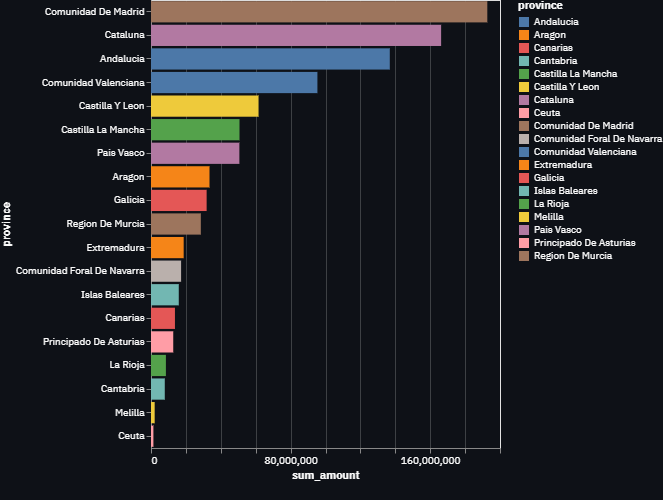 province
Comunidad De Madrid
Cataluna
Andalucia
Comunidad Valenciana
Castilla Y Leon
Castilla La Mancha
Pais Vasco
Aragon
Galicia
Region De Murcia
Extremadura
Comunidad Foral De Navarra
Islas Baleares
Canarias
Principado De Asturias
La Rioja
Cantabria
Melilla
Ceuta
0
80,000,000
160,000,000
sum_amount
province
Andalucia
Aragon
Canarias
Cantabria
Castilla La Mancha
Castilla Y Leon
Cataluna
Ceuta
Comunidad De Madrid
Comunidad Foral De Navarra
Comunidad Valenciana
Extremadura
Galicia
Islas Baleares
La Rioja
Melilla
Pais Vasco
Principado De Asturias
Region De Murcia